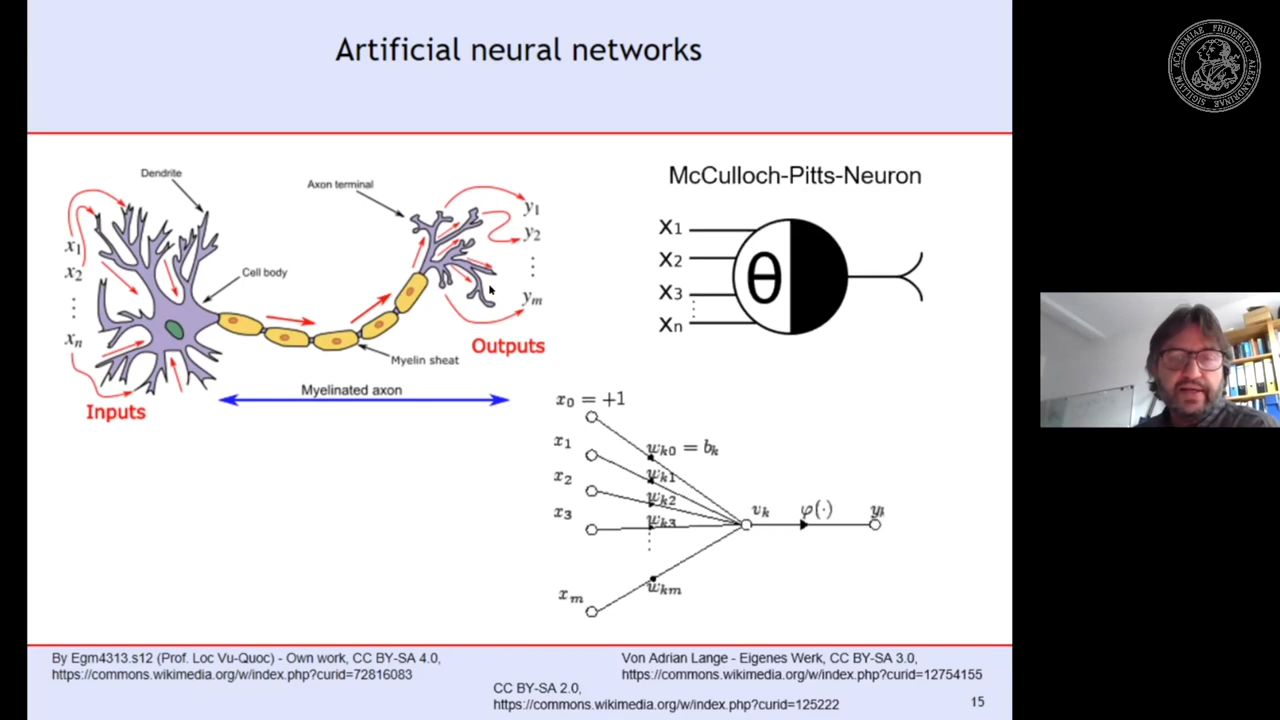 Artificial neural networks
ACADEMIAE FRIDERICO ALEXANDRINAE SIGILLUM
Dendrite
Axon terminal
x1
x2
⋮
xn
Cell body
y1
y2
⋮
ym
Myelin sheat
Outputs
Myelinated axon
Inputs
McCulloch-Pitts-Neuron
X1
X2
X3
⋮
Xn
θ
x0 = +1
x1
x2
x3
xm
wk0 = bk
wk1
wk2
wk3
⋮
wkm
vk
φ(·)
yk
By Egm4313.s12 (Prof. Loc Vu-Quoc) - Own work, CC BY-SA 4.0,
https://commons.wikimedia.org/w/index.php?curid=72816083
Von Adrian Lange - Eigenes Werk, CC BY-SA 3.0,
https://commons.wikimedia.org/w/index.php?curid=12754155
CC BY-SA 2.0,
https://commons.wikimedia.org/w/index.php?curid=125222
15